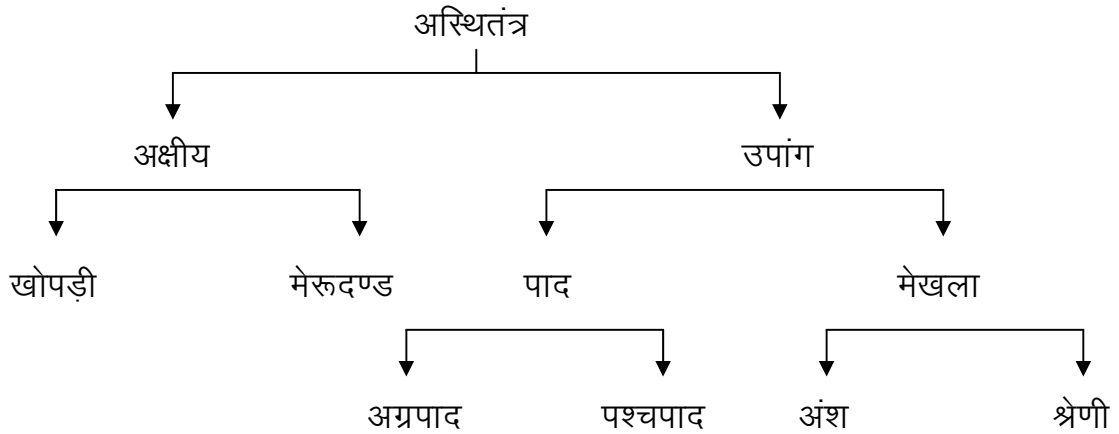 अस्थितंत्र
अक्षीय उपांग
खोपड़ी मेरूदण्ड पाद मेखला
अग्रपाद पश्चपाद अंश श्रेणी